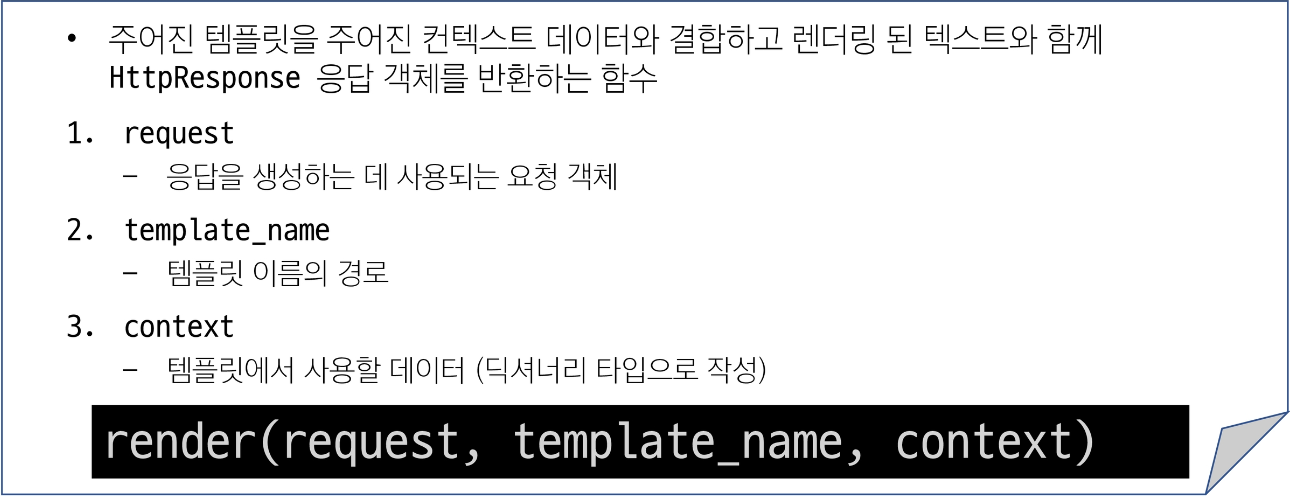 • 주어진 템플릿을 주어진 컨텍스트 데이터와 결합하고 렌더링 된 텍스트와 함께
HttpResponse 응답 객체를 반환하는 함수
1. request
– 응답을 생성하는 데 사용되는 요청 객체
2. template_name
– 템플릿 이름의 경로
3. context
– 템플릿에서 사용할 데이터 (딕셔너리 타입으로 작성)
render(request, template_name, context)